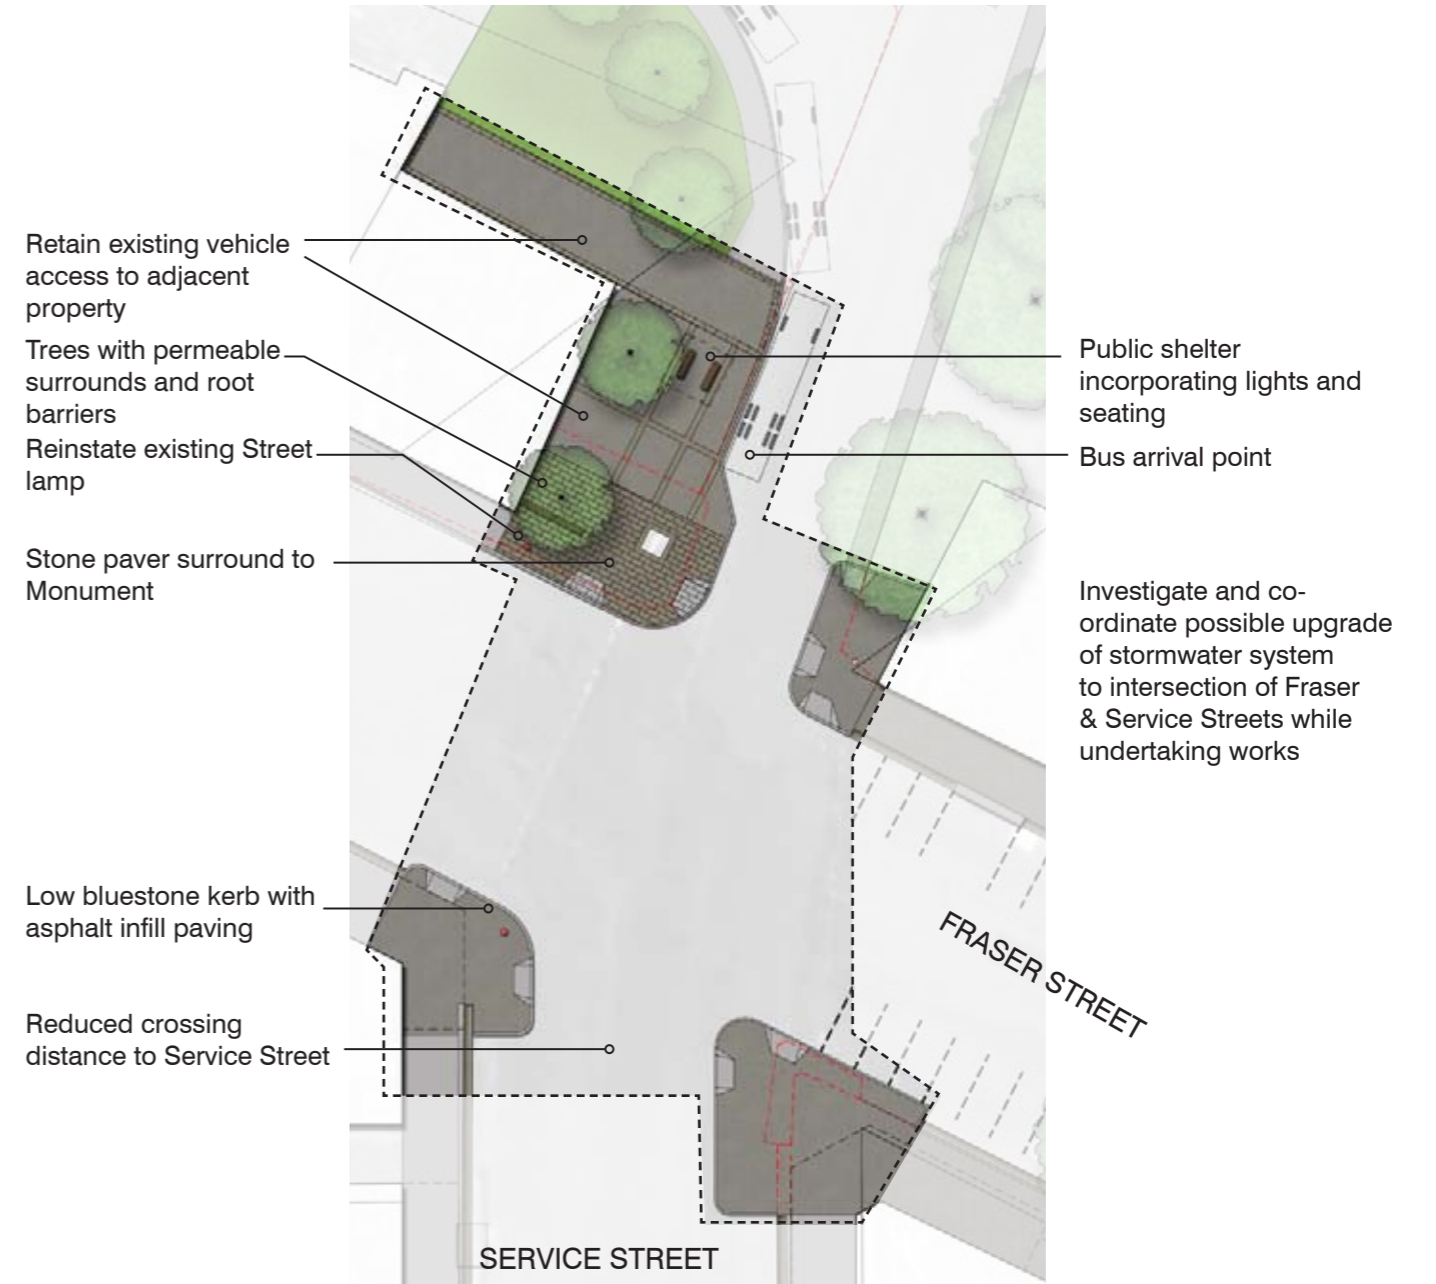 Retain existing vehicle
access to adjacent
property
Trees with permeable
surrounds and root
barriers
Reinstate existing Street
lamp
Stone paver surround to
Monument
Low bluestone kerb with
asphalt infill paving
Reduced crossing
distance to Service Street
Public shelter
incorporating lights and
seating
Bus arrival point
Investigate and co-
ordinate possible upgrade
of stormwater system
to intersection of Fraser
& Service Streets while
undertaking works
FRASER STREET
SERVICE STREET